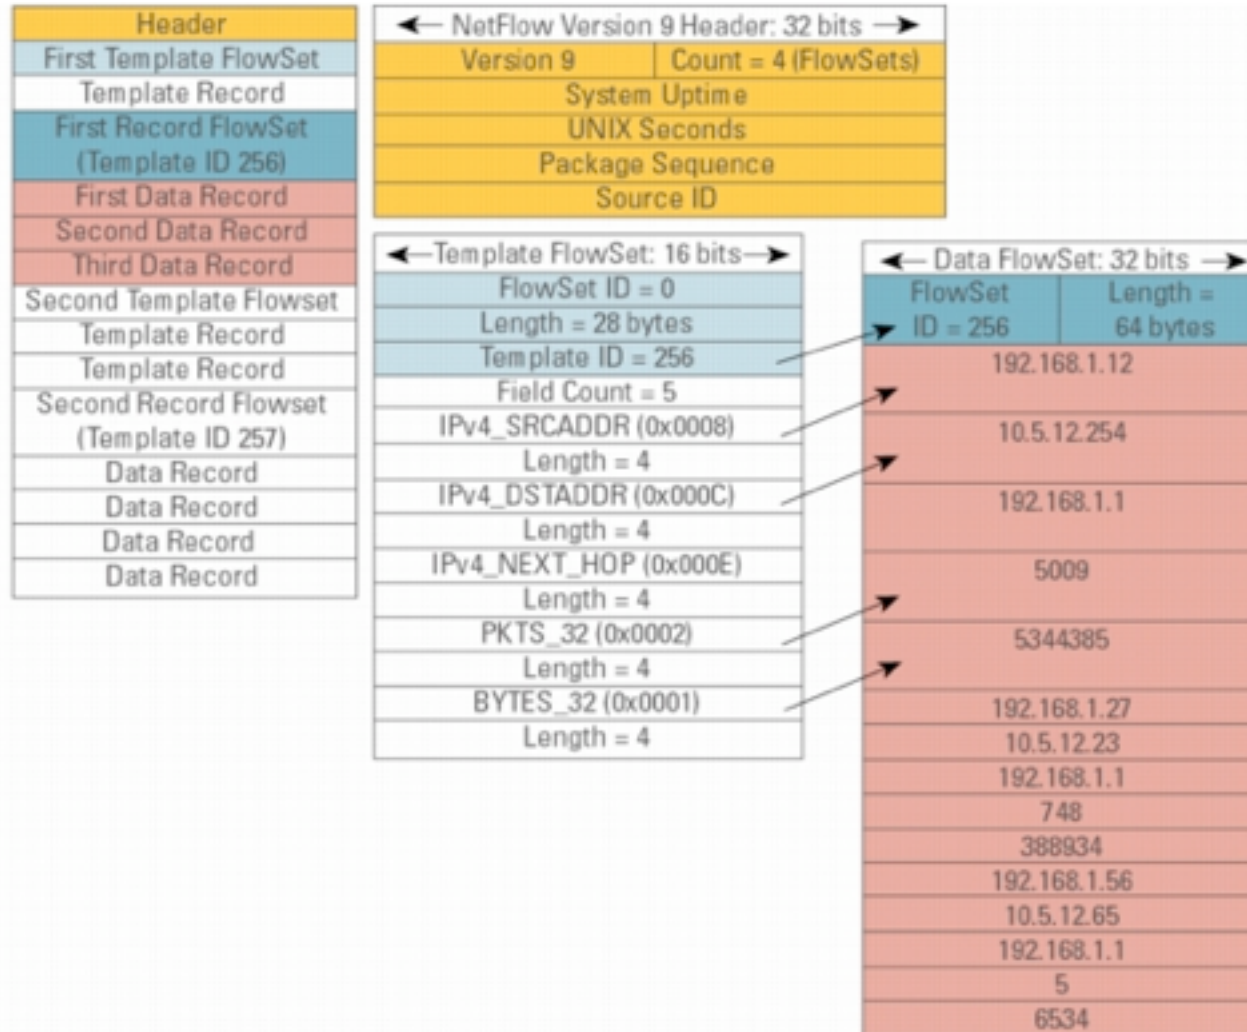 Header
First Template FlowSet
Template Record
First Record FlowSet
(Template ID 256)
First Data Record
Second Data Record
Third Data Record
Second Template Flowset
Template Record
Template Record
Second Record Flowset
(Template ID 257)
Data Record
Data Record
Data Record
Data Record
NetFlow Version 9 Header: 32 bits
Version 9
Count = 4 (FlowSets)
System Uptime
UNIX Seconds
Package Sequence
Source ID
Template FlowSet: 16 bits
FlowSet ID = 0
Length = 28 bytes
Template ID = 256
Field Count = 5
IPv4_SRCADDR (0x0008)
Length = 4
IPv4_DSTADDR (0x000C)
Length = 4
IPv4_NEXT_HOP (0x000E)
Length = 4
PKTS_32 (0x0002)
Length = 4
BYTES_32 (0x0001)
Length = 4
Data FlowSet: 32 bits
FlowSet
ID = 256
Length =
64 bytes
192.168.1.12
10.5.12.254
192.168.1.1
5009
5344385
192.168.1.27
10.5.12.23
192.168.1.1
748
388934
192.168.1.56
10.5.12.65
192.168.1.1
5
6534